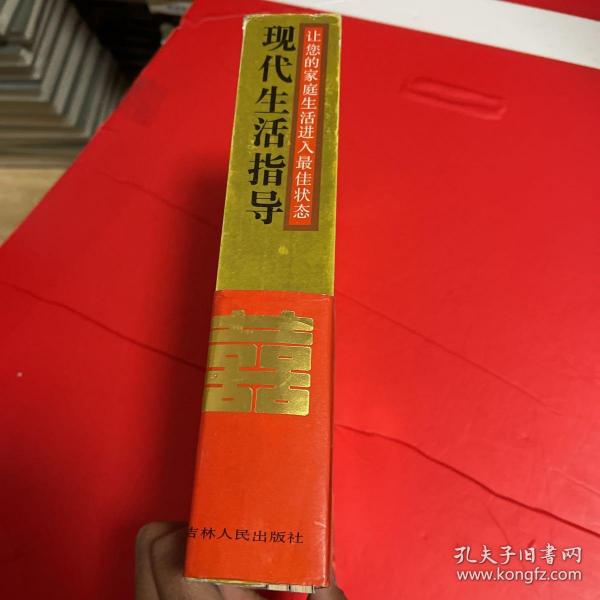 现代生活指导
让您的家庭生活进入最佳状态
囍
吉林人民出版社
孔夫子旧书网
www.kongfz.com